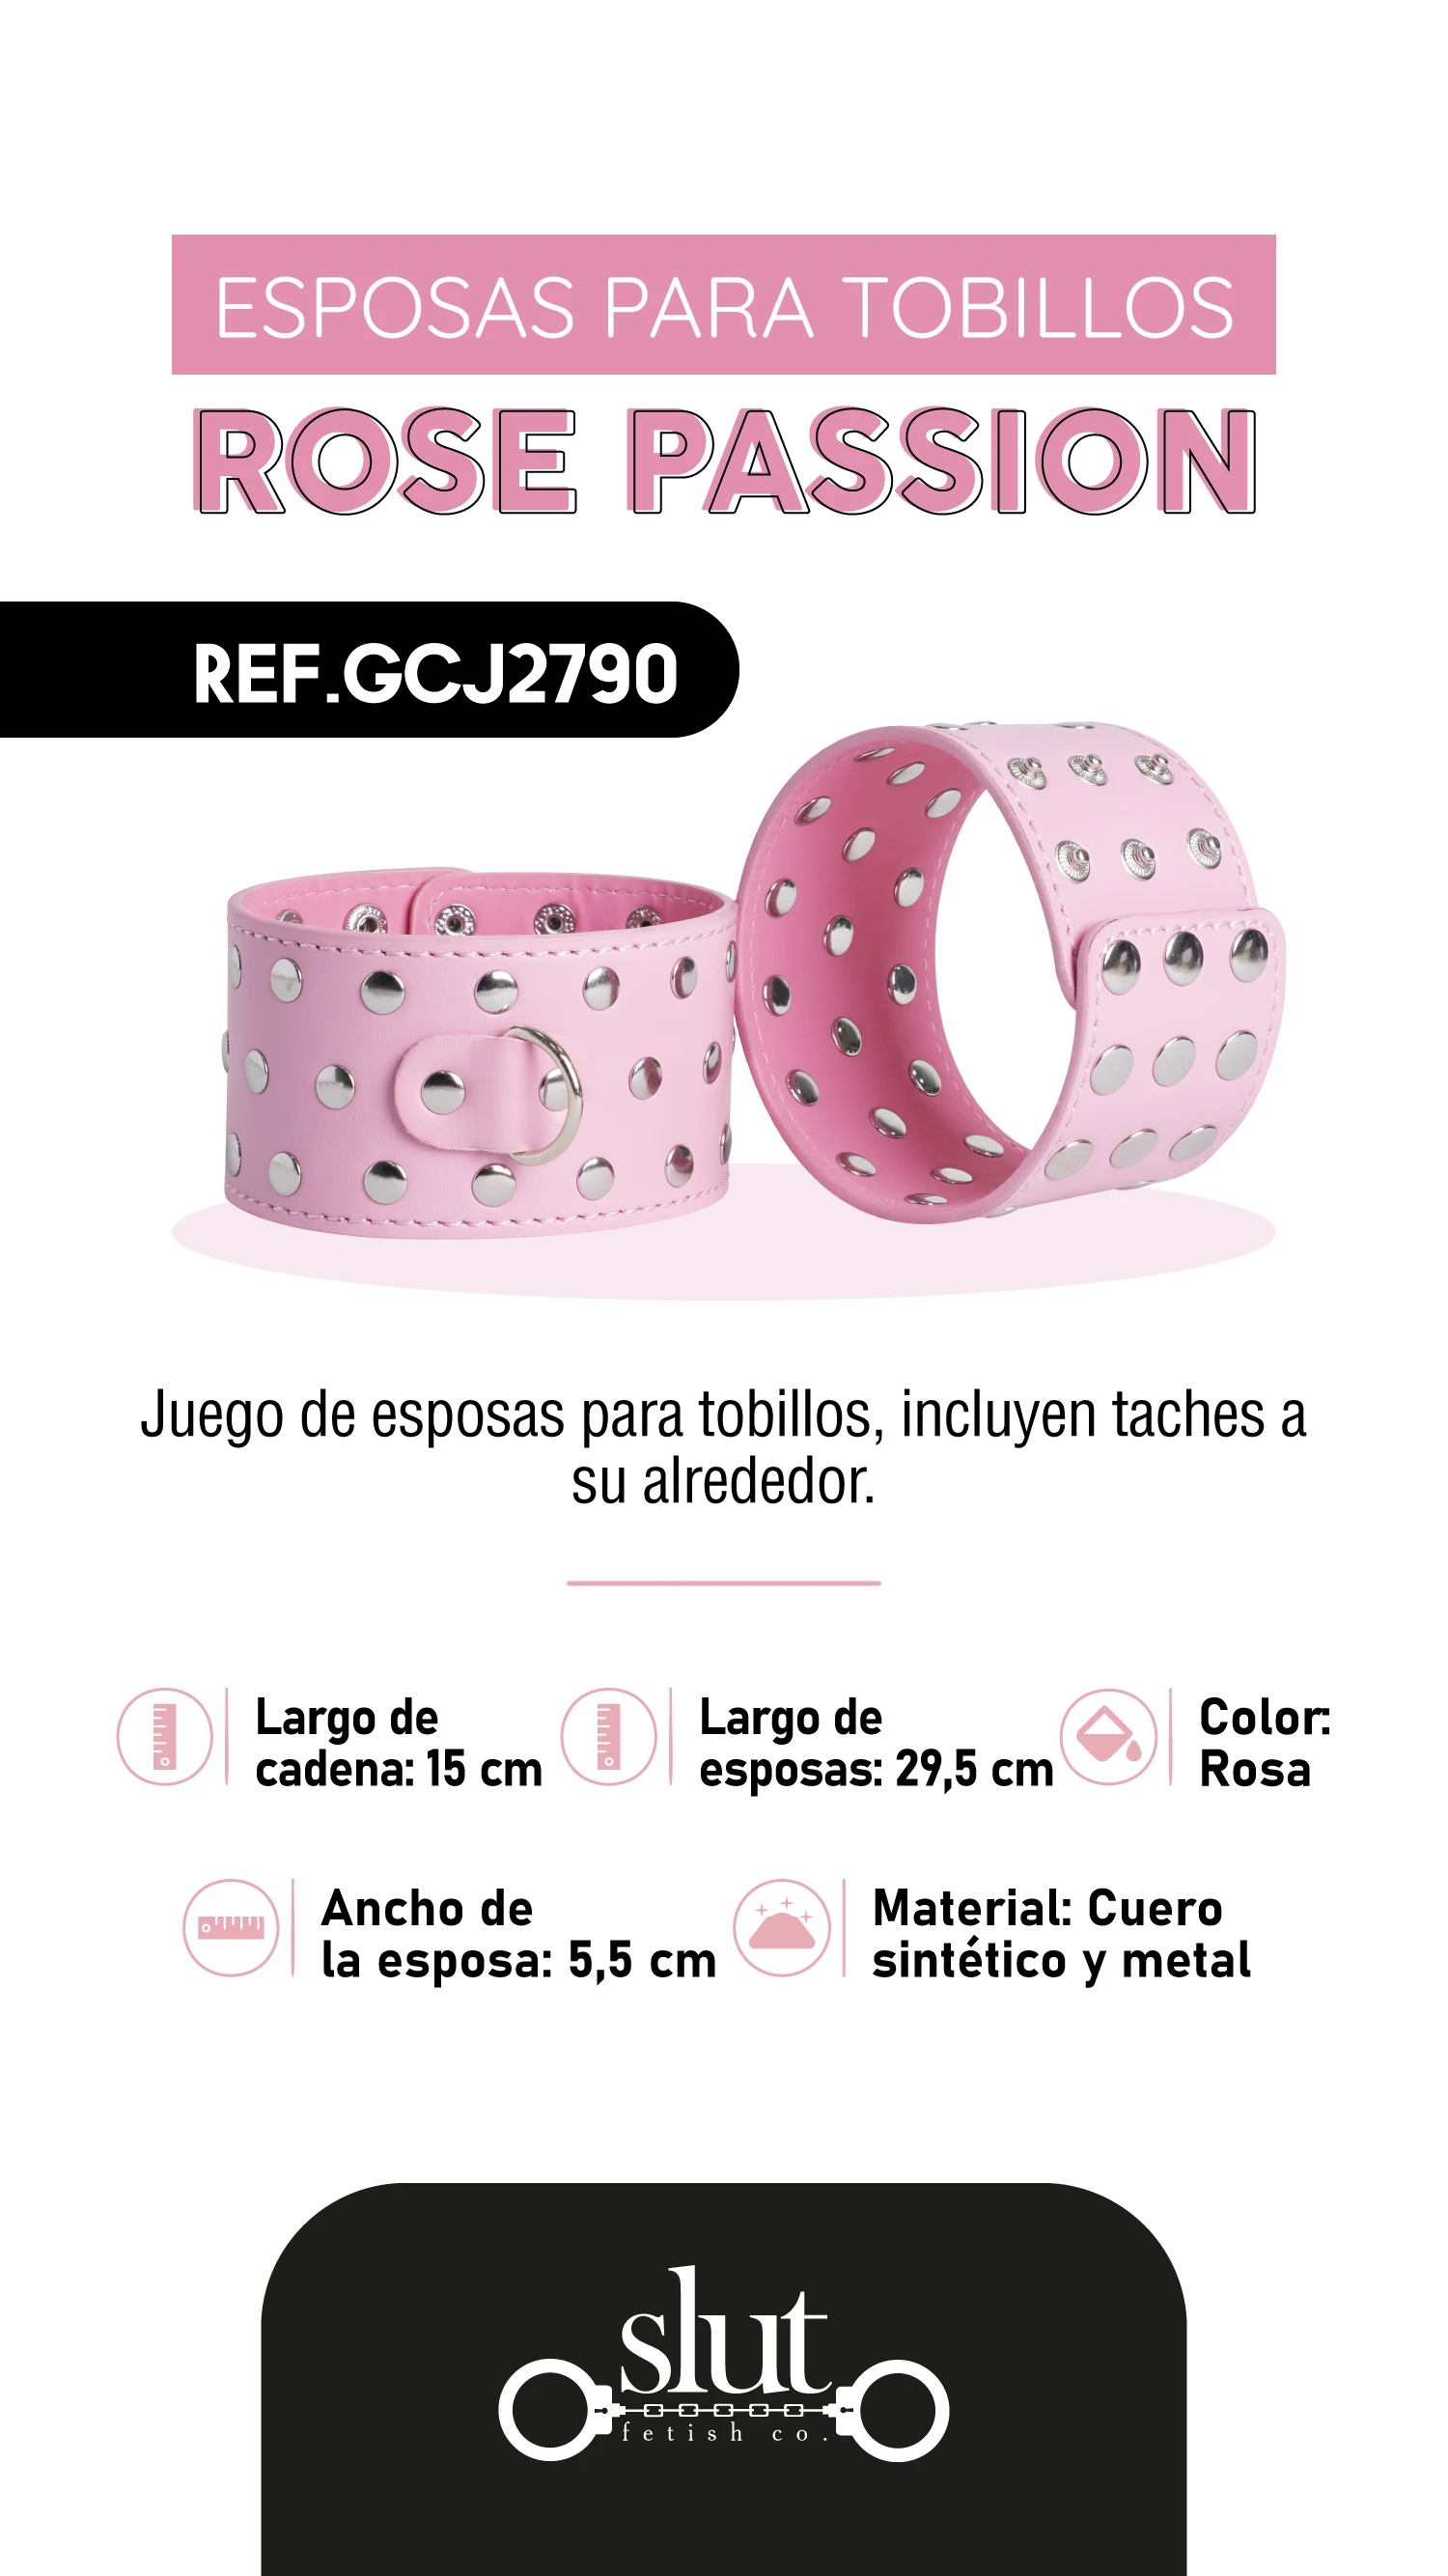 ESPOSAS PARA TOBILLOS
ROSE PASSION
REF.GCJ2790
Juego de esposas para tobillos, incluyen taches a
su alrededor.
Largo de
cadena: 15 cm
Largo de
esposas: 29,5 cm
Color:
Rosa
Ancho de
la esposa: 5,5 cm
Material: Cuero
sintético y metal
slut
fetish co.